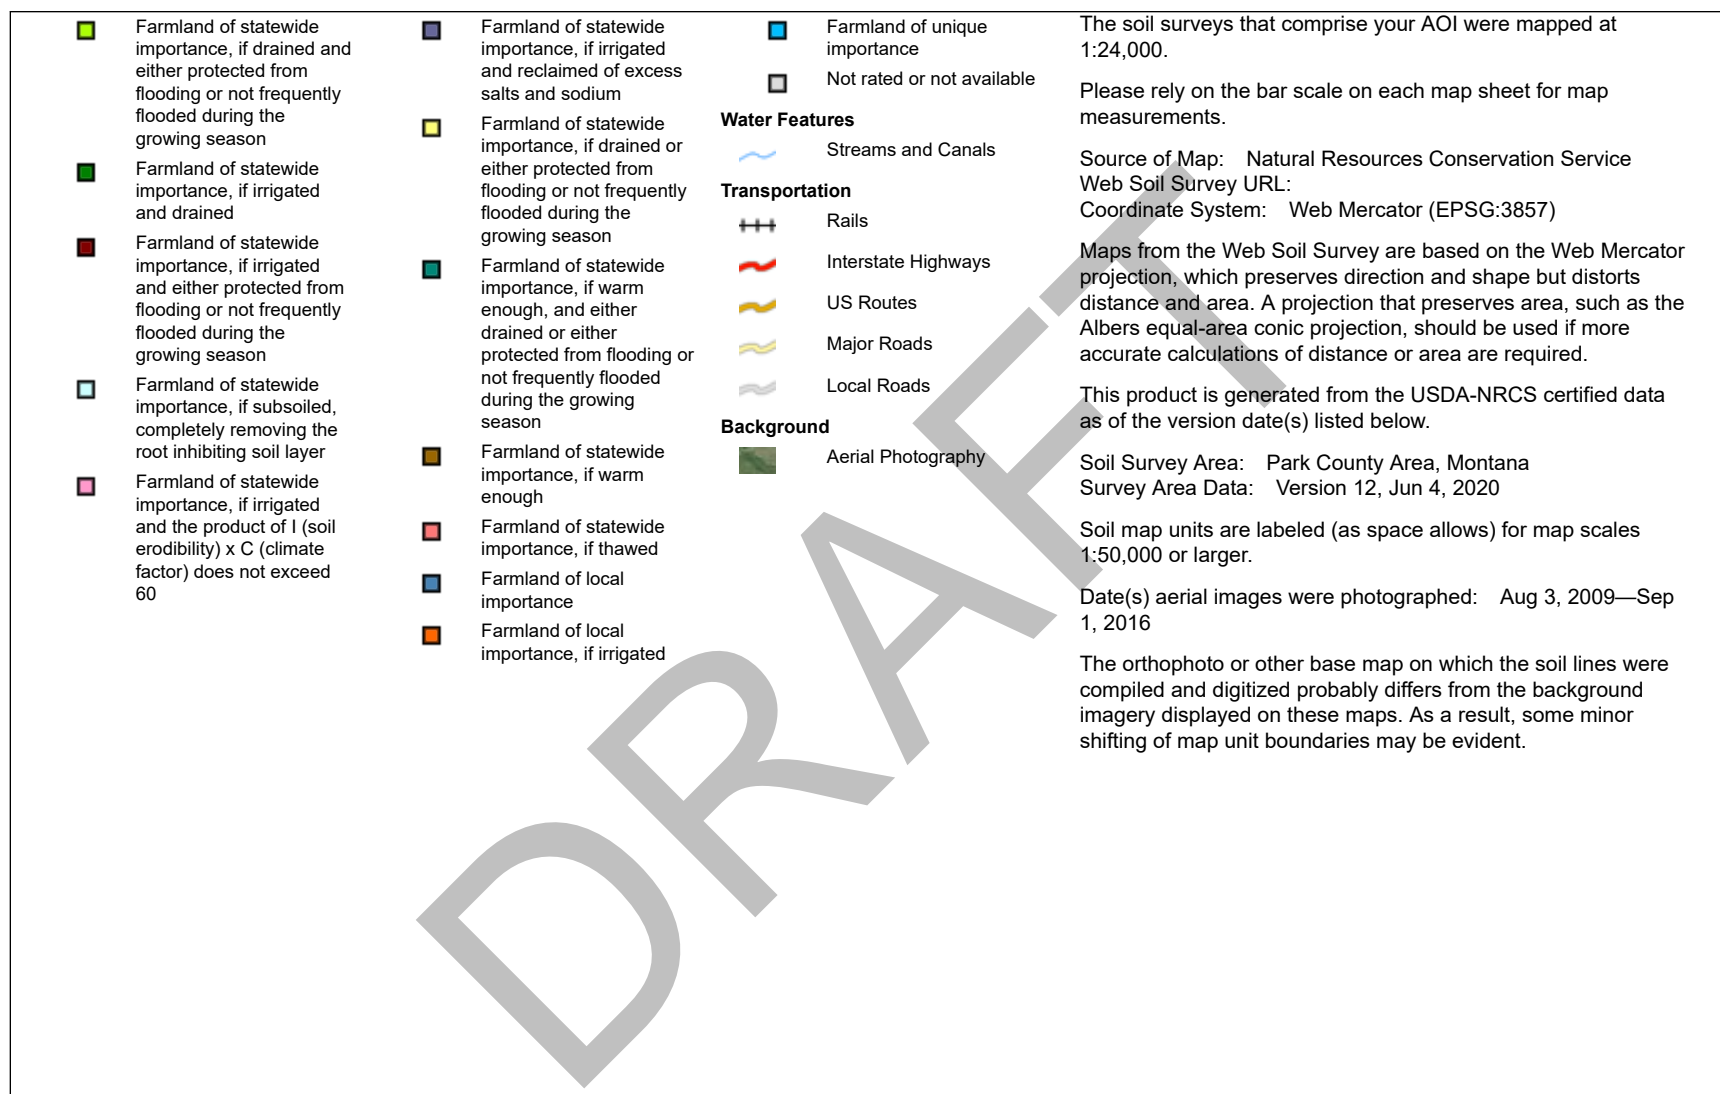 Farmland of statewide
importance, if drained and
either protected from
flooding or not frequently
flooded during the
growing season
Farmland of statewide
importance, if irrigated
and drained
Farmland of statewide
importance, if irrigated
and either protected from
flooding or not frequently
flooded during the
growing season
Farmland of statewide
importance, if subsoiled,
completely removing the
root inhibiting soil layer
Farmland of statewide
importance, if irrigated
and the product of I (soil
erodibility) x C (climate
factor) does not exceed
60
Farmland of statewide
importance, if irrigated
and reclaimed of excess
salts and sodium
Farmland of statewide
importance, if drained or
either protected from
flooding or not frequently
flooded during the
growing season
Farmland of statewide
importance, if warm
enough, and either
drained or either
protected from flooding or
not frequently flooded
during the growing
season
Farmland of statewide
importance, if warm
enough
Farmland of statewide
importance, if thawed
Farmland of local
importance
Farmland of local
importance, if irrigated
Farmland of unique
importance
Not rated or not available
Water Features
Streams and Canals
Transportation
Rails
Interstate Highways
US Routes
Major Roads
Local Roads
Background
Aerial Photography
The soil surveys that comprise your AOI were mapped at
1:24,000.
Please rely on the bar scale on each map sheet for map
measurements.
Source of Map: Natural Resources Conservation Service
Web Soil Survey URL:
Coordinate System: Web Mercator (EPSG:3857)
Maps from the Web Soil Survey are based on the Web Mercator
projection, which preserves direction and shape but distorts
distance and area. A projection that preserves area, such as the
Albers equal-area conic projection, should be used if more
accurate calculations of distance or area are required.
This product is generated from the USDA-NRCS certified data
as of the version date(s) listed below.
Soil Survey Area: Park County Area, Montana
Survey Area Data: Version 12, Jun 4, 2020
Soil map units are labeled (as space allows) for map scales
1:50,000 or larger.
Date(s) aerial images were photographed: Aug 3, 2009—Sep
1, 2016
The orthophoto or other base map on which the soil lines were
compiled and digitized probably differs from the background
imagery displayed on these maps. As a result, some minor
shifting of map unit boundaries may be evident.
DRAFT